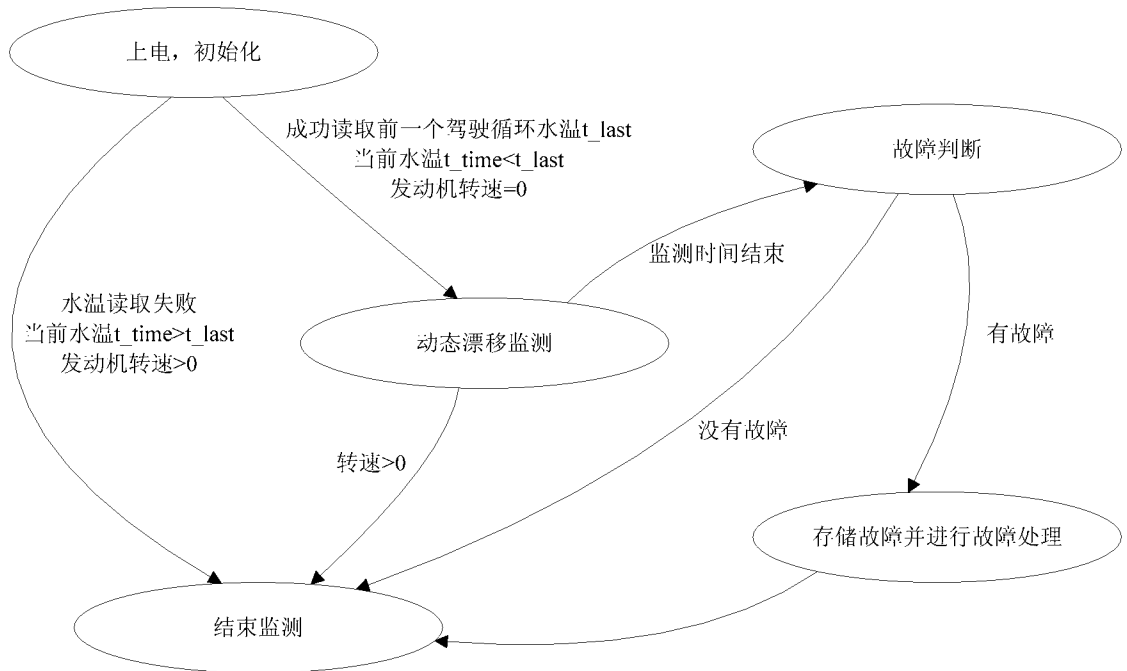 上电，初始化
成功读取前一个驾驶循环水温t_last
当前水温t_time<t_last
发动机转速=0
故障判断
监测时间结束
水温读取失败
当前水温t_time>t_last
发动机转速>0
动态漂移监测
有故障
没有故障
转速>0
存储故障并进行故障处理
结束监测